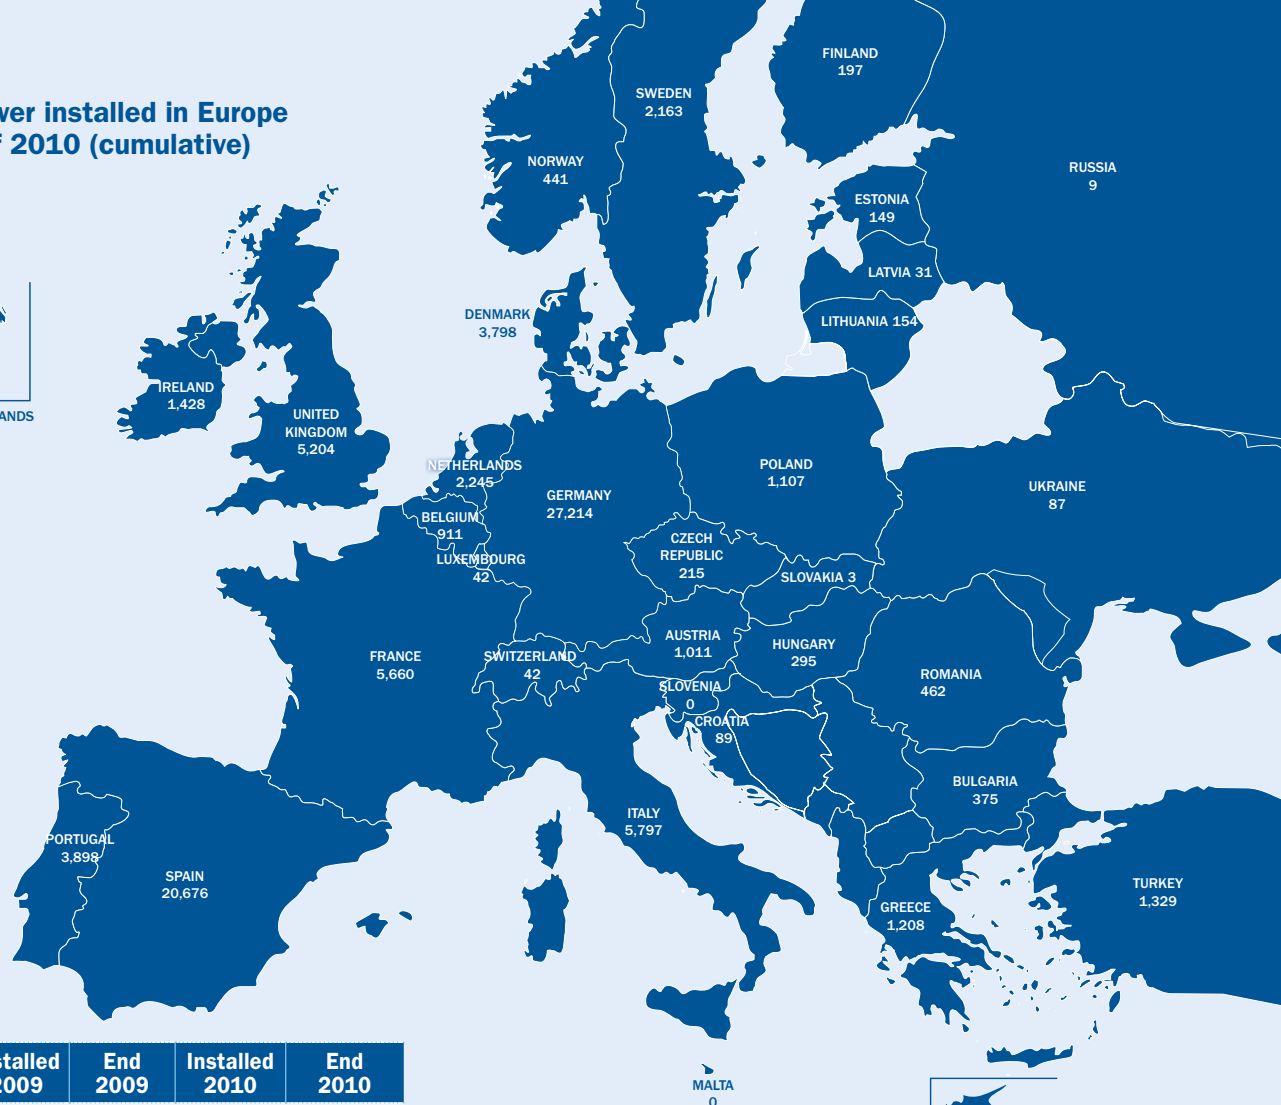 wer installed in Europe
f 2010 (cumulative)
FINLAND
197
SWEDEN
2,163
NORWAY
441
RUSSIA
9
ESTONIA
149
LATVIA 31
LITHUANIA 154
DENMARK
3,798
IRELAND
1,428
UNITED
KINGDOM
5,204
ANDS
NETHERLANDS
2,245
BELGIUM
911
LUXEMBOURG
42
GERMANY
27,214
POLAND
1,107
UKRAINE
87
CZECH
REPUBLIC
215
SLOVAKIA 3
AUSTRIA
1,011
HUNGARY
295
FRANCE
5,660
SWITZERLAND
42
ROMANIA
462
SLOVENIA
0
CROATIA
89
BULGARIA
375
ITALY
5,797
PORTUGAL
3,898
SPAIN
20,676
GREECE
1,208
TURKEY
1,329
stalled
2009
End
2009
Installed
2010
End
2010
MALTA
0